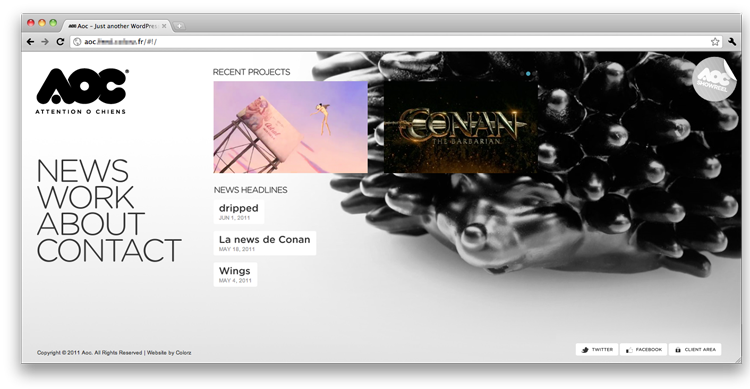 Aoc – Just another WordPres
aoc.
.fr/#!/
AOC
ATTENTION O CHIENS
NEWS
WORK
ABOUT
CONTACT
RECENT PROJECTS
CONAN
THE BARBARIAN
NEWS HEADLINES
dripped
JUN 1, 2011
La news de Conan
MAY 18, 2011
Wings
MAY 4, 2011
AOC
SHOWREEL
Copyright © 2011 Aoc. All Rights Reserved | Website by Colorz
TWITTER
FACEBOOK
CLIENT AREA